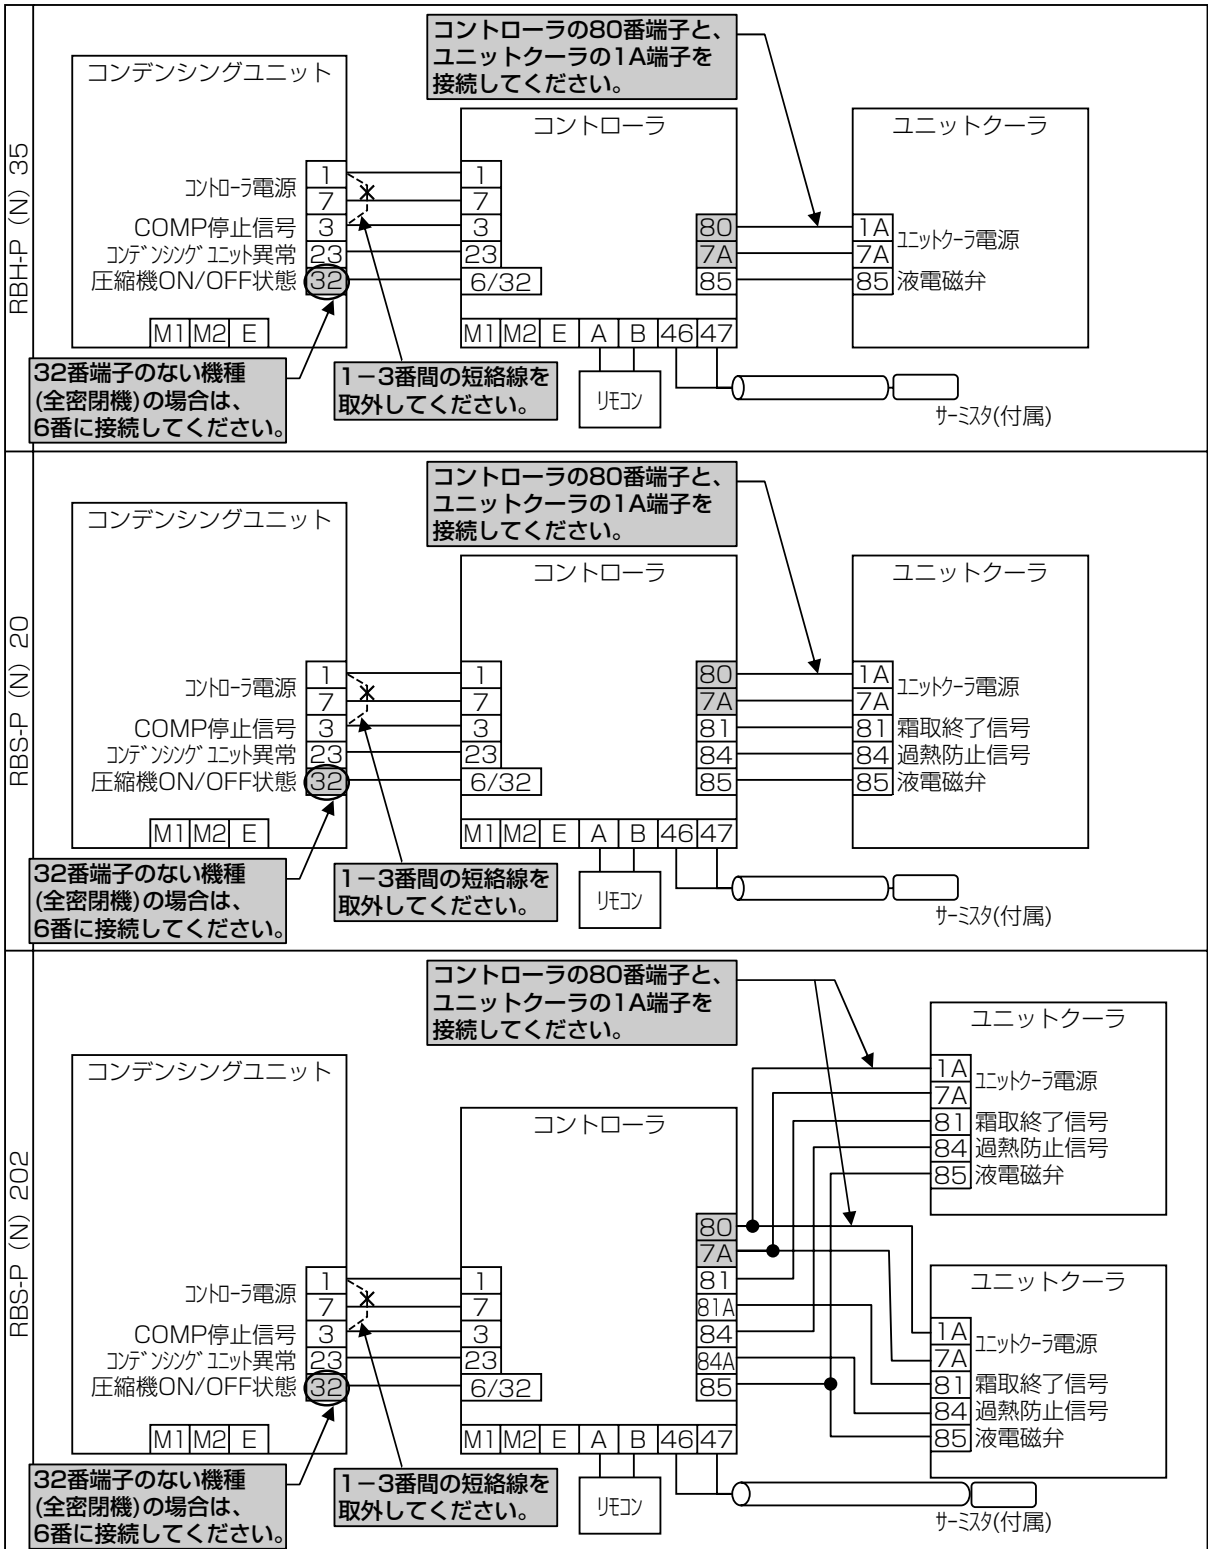 RBH-P（N）35
コントローラの80番端子と、
ユニットクーラの1A端子を
接続してください。
コンデンシングユニット
コントローラ
ユニットクーラ
コントローラ電源
COMP停止信号
コンデンシングユニット異常
圧縮機ON/OFF状態
1
7
3
23
32
1
7
3
23
6/32
80
7A
85
1A
7A
85
ユニットクーラ電源
液電磁弁
M1 M2 E
M1 M2 E A B 46 47
32番端子のない機種
(全密閉機)の場合は、
6番に接続してください。
1－3番間の短絡線を
取外してください。
リモコン
サーミスタ(付属)
RBS-P（N）20
コントローラの80番端子と、
ユニットクーラの1A端子を
接続してください。
コンデンシングユニット
コントローラ
ユニットクーラ
コントローラ電源
COMP停止信号
コンデンシングユニット異常
圧縮機ON/OFF状態
1
7
3
23
32
1
7
3
23
6/32
80
7A
81
84
85
1A
7A
81
84
85
ユニットクーラ電源
霜取終了信号
過熱防止信号
液電磁弁
M1 M2 E
M1 M2 E A B 46 47
32番端子のない機種
(全密閉機)の場合は、
6番に接続してください。
1－3番間の短絡線を
取外してください。
リモコン
サーミスタ(付属)
RBS-P（N）202
コントローラの80番端子と、
ユニットクーラの1A端子を
接続してください。
コンデンシングユニット
コントローラ
ユニットクーラ
1A
7A
81
84
85
ユニットクーラ電源
霜取終了信号
過熱防止信号
液電磁弁
コントローラ電源
COMP停止信号
コンデンシングユニット異常
圧縮機ON/OFF状態
1
7
3
23
32
1
7
3
23
6/32
80
7A
81
81A
84
84A
85
ユニットクーラ
1A
7A
81
84
85
ユニットクーラ電源
霜取終了信号
過熱防止信号
液電磁弁
M1 M2 E
M1 M2 E A B 46 47
32番端子のない機種
(全密閉機)の場合は、
6番に接続してください。
1－3番間の短絡線を
取外してください。
リモコン
サーミスタ(付属)